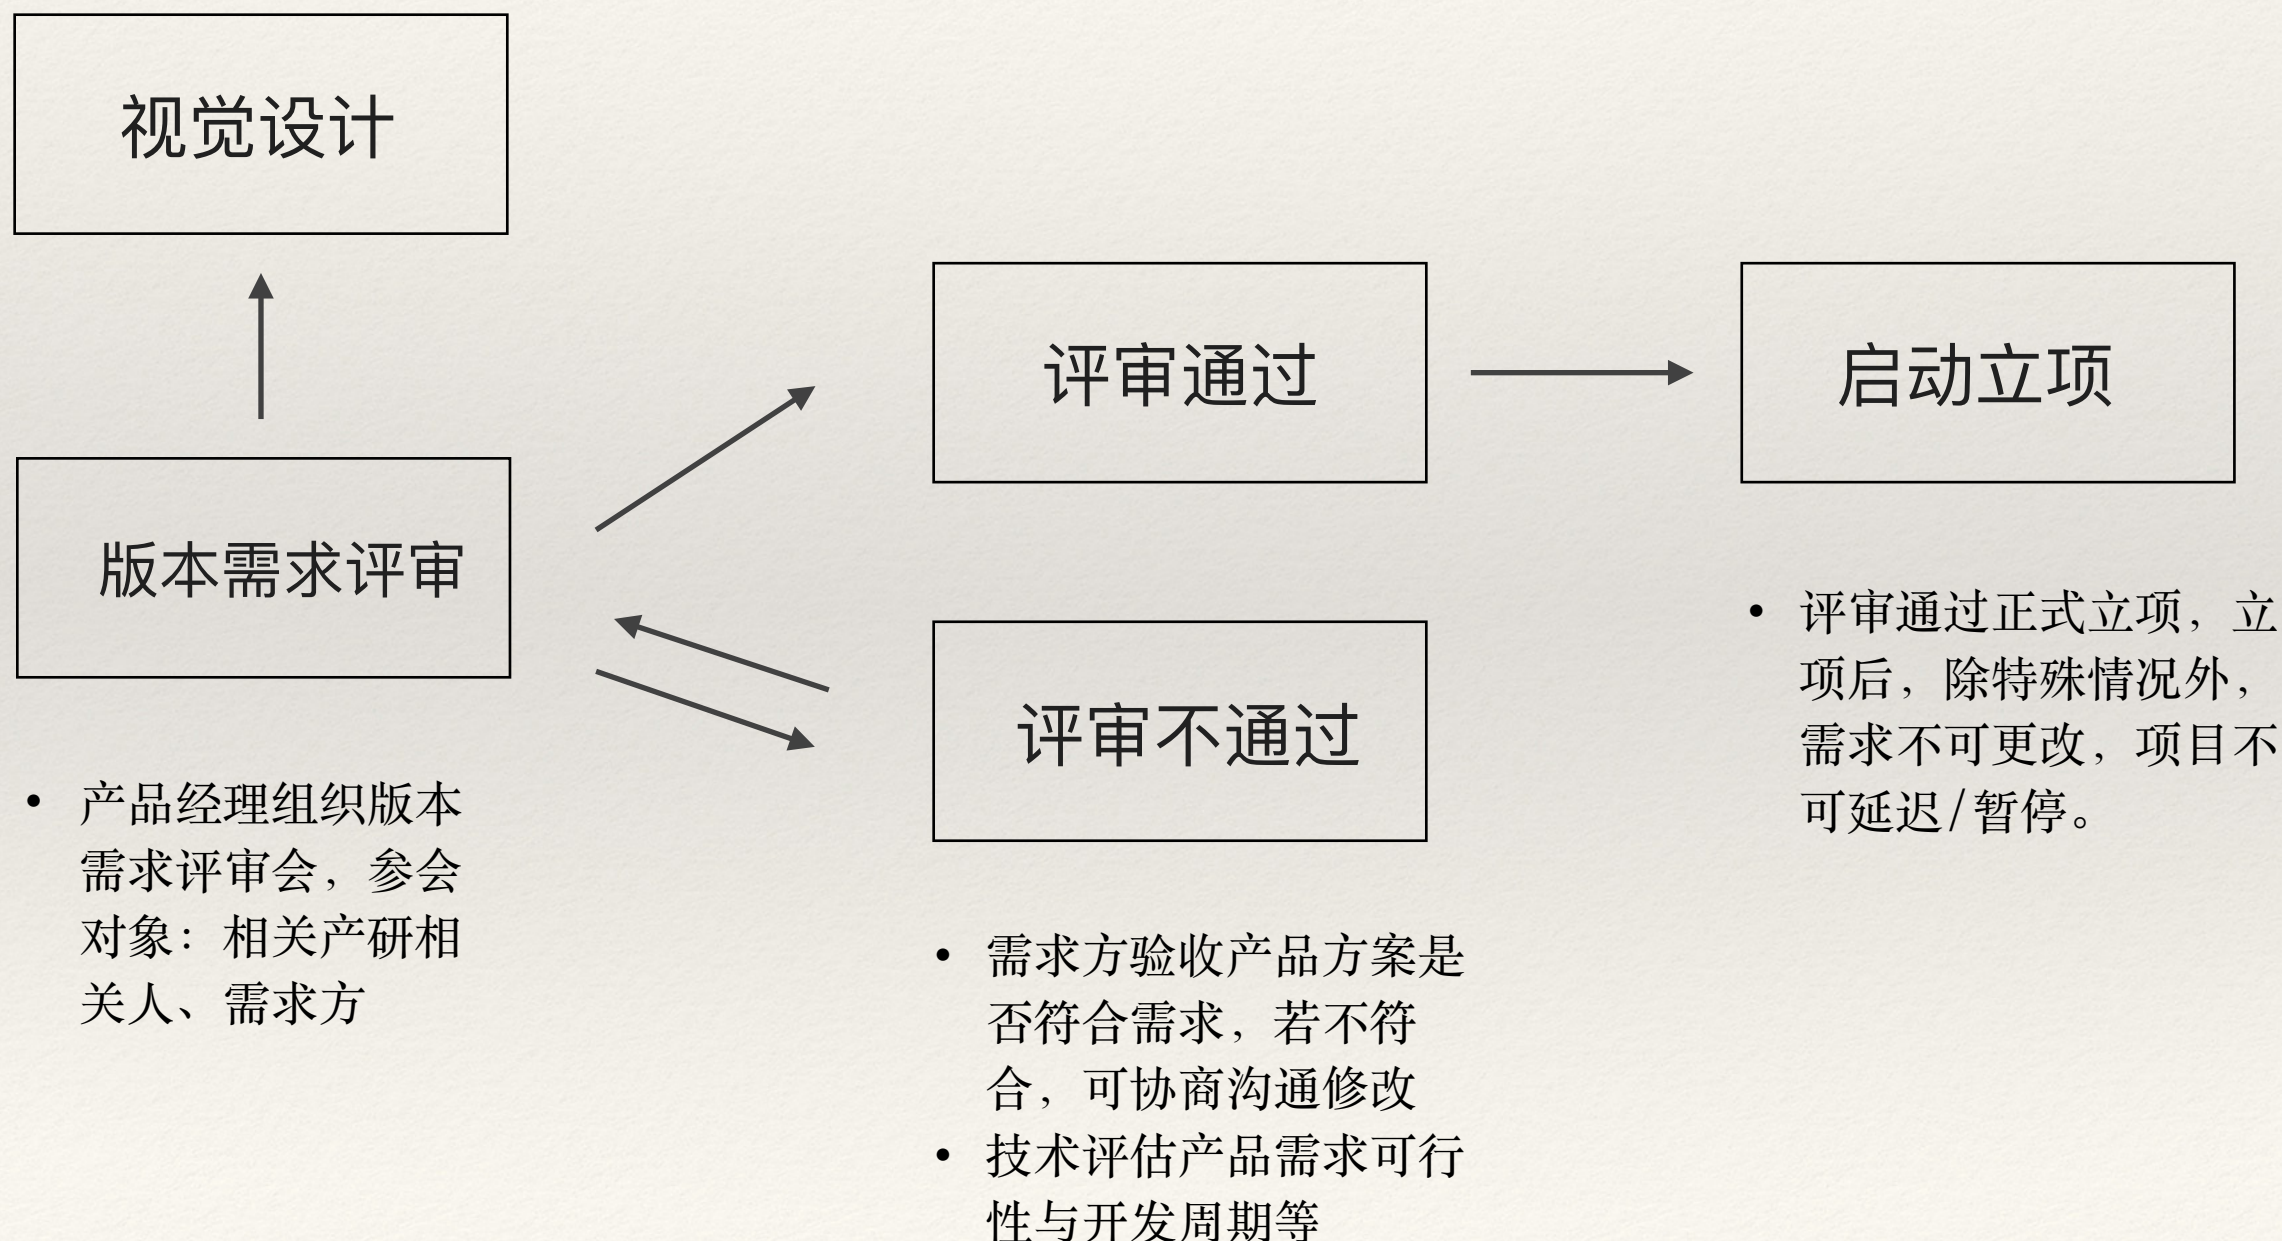 视觉设计
评审通过
启动立项
版本需求评审
评审不通过
• 产品经理组织版本
需求评审会，参会
对象：相关产研相
关人、需求方
• 需求方验收产品方案是
否符合需求，若不符
合，可协商沟通修改
• 技术评估产品需求可行
性与开发周期等
• 评审通过正式立项，立
项后，除特殊情况外，
需求不可更改，项目不
可延迟/暂停。